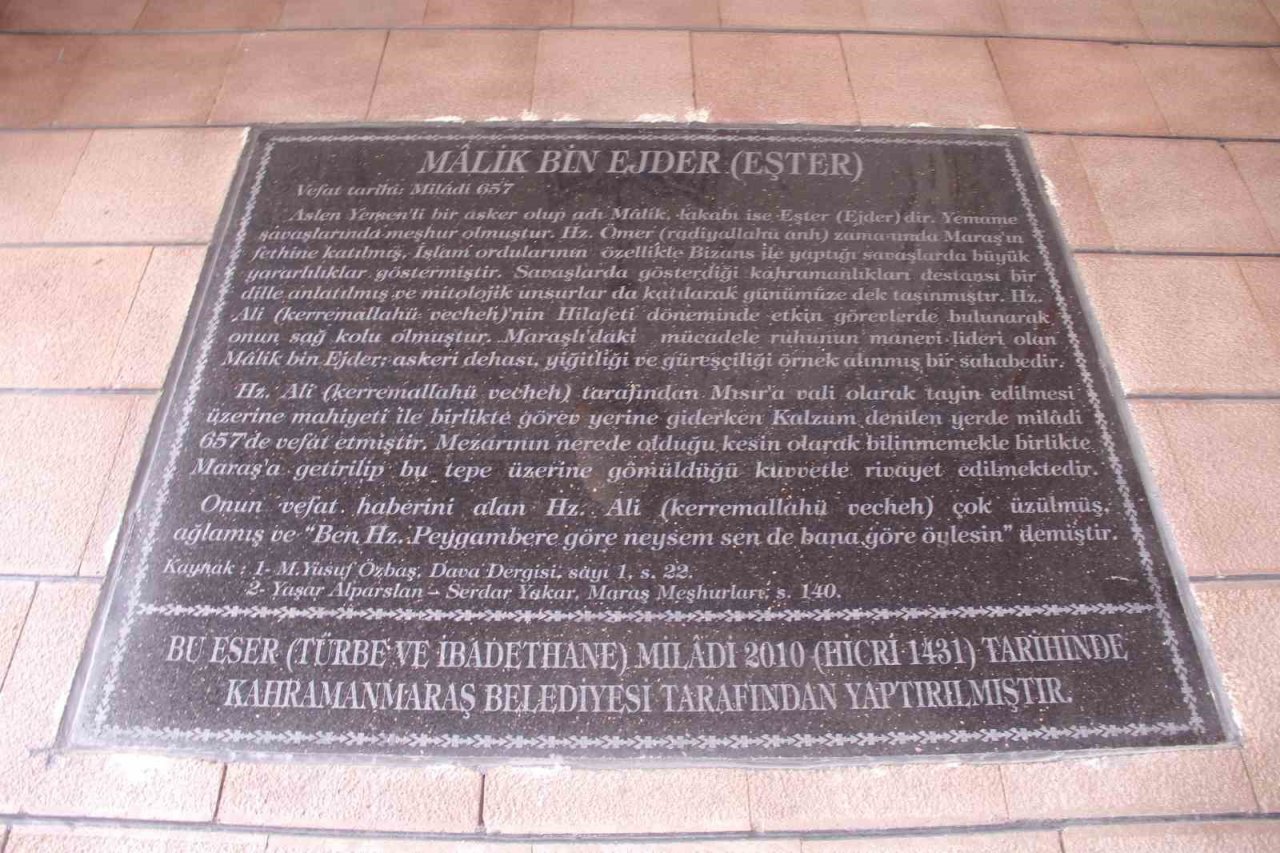 MÂLİK BİN EJDER (EŞTER)
Vefat tarihi: Milâdi 657
Aslen Yemen'li bir asker olup adı Mâlik, lakabı ise Eşter (Ejder) dir. Yemame
savaşlarında meşhur olmuştur. Hz. Ömer (radiyallahu anh) zamanında Maraş'ın
fethine katılmış, İslam ordularının özellikle Bizans ile yaptığı savaşlarda büyük
yararlılıklar göstermiştir. Savaşlarda gösterdiği kahramanlıkları destansı bir
dille anlatılmış ve mitolojik unsurlar da katılarak günümüze dek taşınmıştır. Hz.
Ali (kerremallahü vecheh)'nin Hilafeti döneminde etkin görevlerde bulunarak
onun sağ kolu olmuştur. Maraşlı'daki mücadele ruhunun manevi lideri olan
Mâlik bin Ejder; askeri dehası, yiğitliği ve güreşçiliği örnek alınmış bir sahabedir.
Hz. Ali (kerremallahü vecheh) tarafından Mısır'a vali olarak tayin edilmesi
üzerine mahiyeti ile birlikte görev yerine giderken Kalzum denilen yerde milâdi
657'de vefat etmiştir. Mezarının nerede olduğu kesin olarak bilinmemekle birlikte
Maraş'a getirilip bu tepe üzerine gömüldüğü kuvvetle rivayet edilmektedir.
Onun vefat haberini alan Hz. Ali (kerremallahü vecheh) çok üzülmüş,
ağlamış ve "Ben Hz. Peygambere göre neysem sen de bana göre öylesin" demiştir.
Kaynak : 1- M.Yusuf Özbaş, Dava Dergisi, sayı 1, s. 22.
2- Yaşar Alparslan - Serdar Yakar, Maraş Meşhurları, s. 140.
BU ESER (TÜRBE VE İBADETHANE) MİLÂDİ 2010 (HİCRİ 1431) TARİHİNDE
KAHRAMANMARAŞ BELEDİYESİ TARAFINDAN YAPTIRILMIŞTIR.